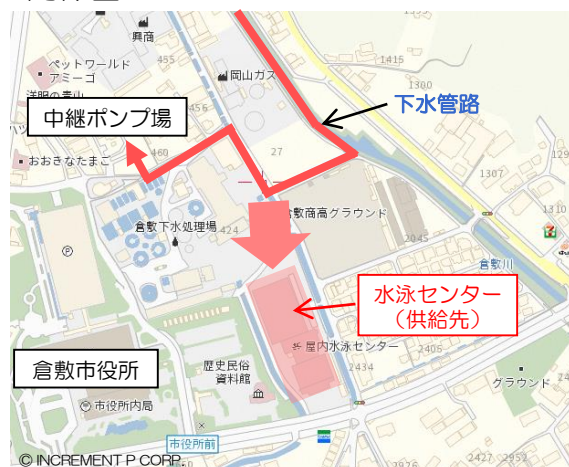 興商
ペットワールド
アミーゴ
455
岡山ガス
1415
1300
下水管路
中継ポンプ場
456
460
27
おおきなたまご
1307
1310
倉敷下水処理場
424
倉敷商高グラウンド
2045
倉敷川
水泳センター
(供給先)
屋内水泳センター
2405
2434
歴史民俗
資料館
倉敷市役所
市役所内局
グラウンド
市役所前
2926
2427
2952
© INCREMENT P CORP.